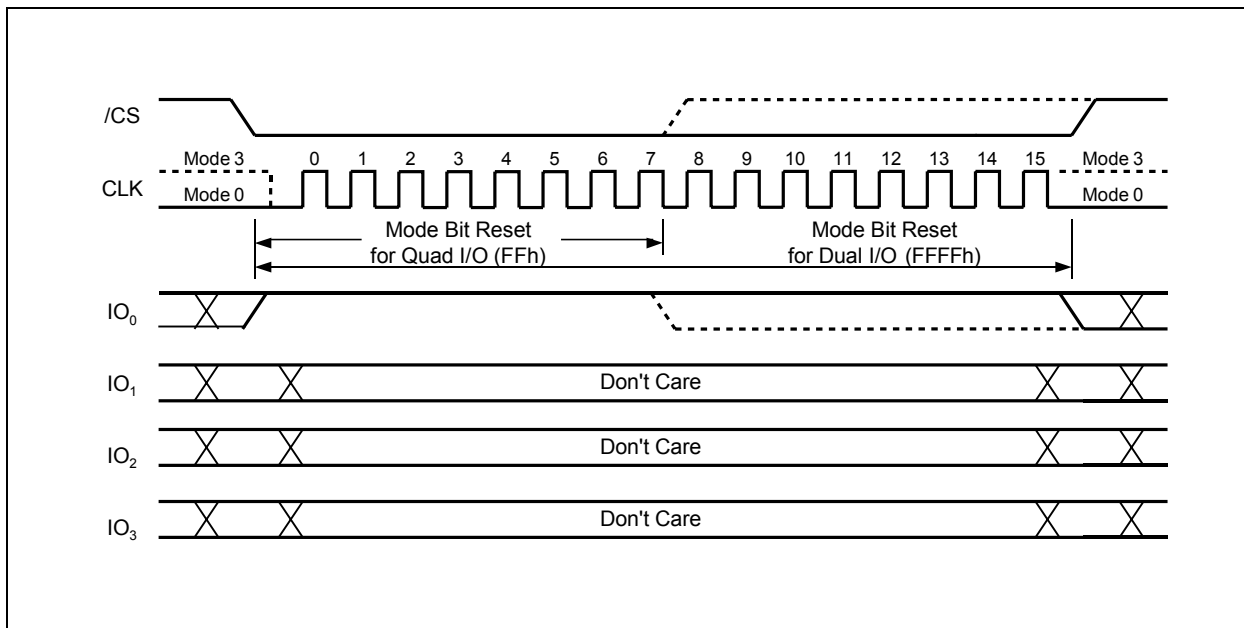 /CS
Mode 3 0 1 2 3 4 5 6 7 8 9 10 11 12 13 14 15 Mode 3
CLK
Mode 0 Mode 0
Mode Bit Reset Mode Bit Reset
for Quad I/O (FFh) for Dual I/O (FFFFh)
IO₀
IO₁ Don't Care
IO₂ Don't Care
IO₃ Don't Care